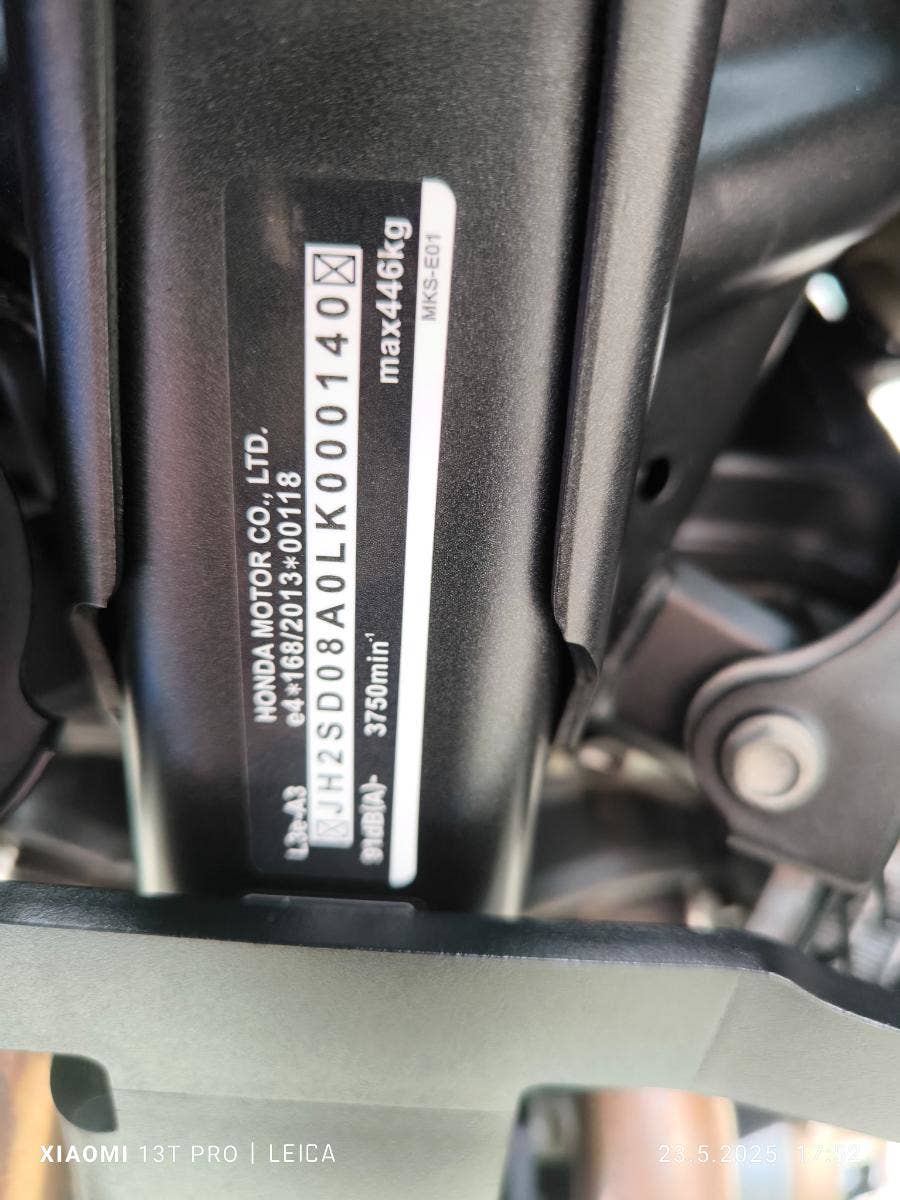 HONDA MOTOR CO., LTD.
L3e-A3 e4*168/2013*00118
JH2SD08A0LK000140
91dB(A)- 3750min⁻¹ max446kg
MKS-E01
XIAOMI 13T PRO | LEICA
23.5.2025